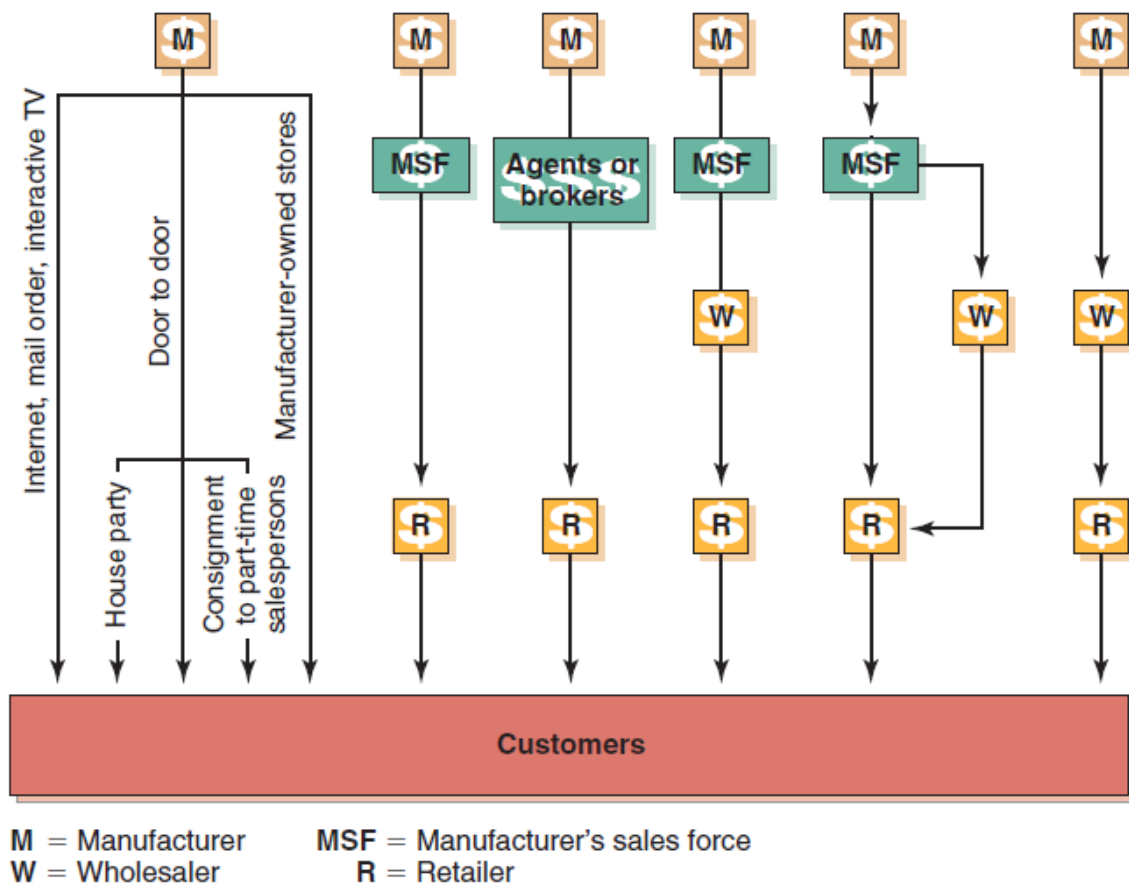 M
M
M
M
M
M
Internet, mail order, interactive TV
Door to door
Manufacturer-owned stores
House party
Consignment
to part-time
salespersons
MSF
Agents or
brokers
$$$
MSF
MSF
W
W
W
R
R
R
R
R
Customers
M = Manufacturer
MSF = Manufacturer's sales force
W = Wholesaler
R = Retailer